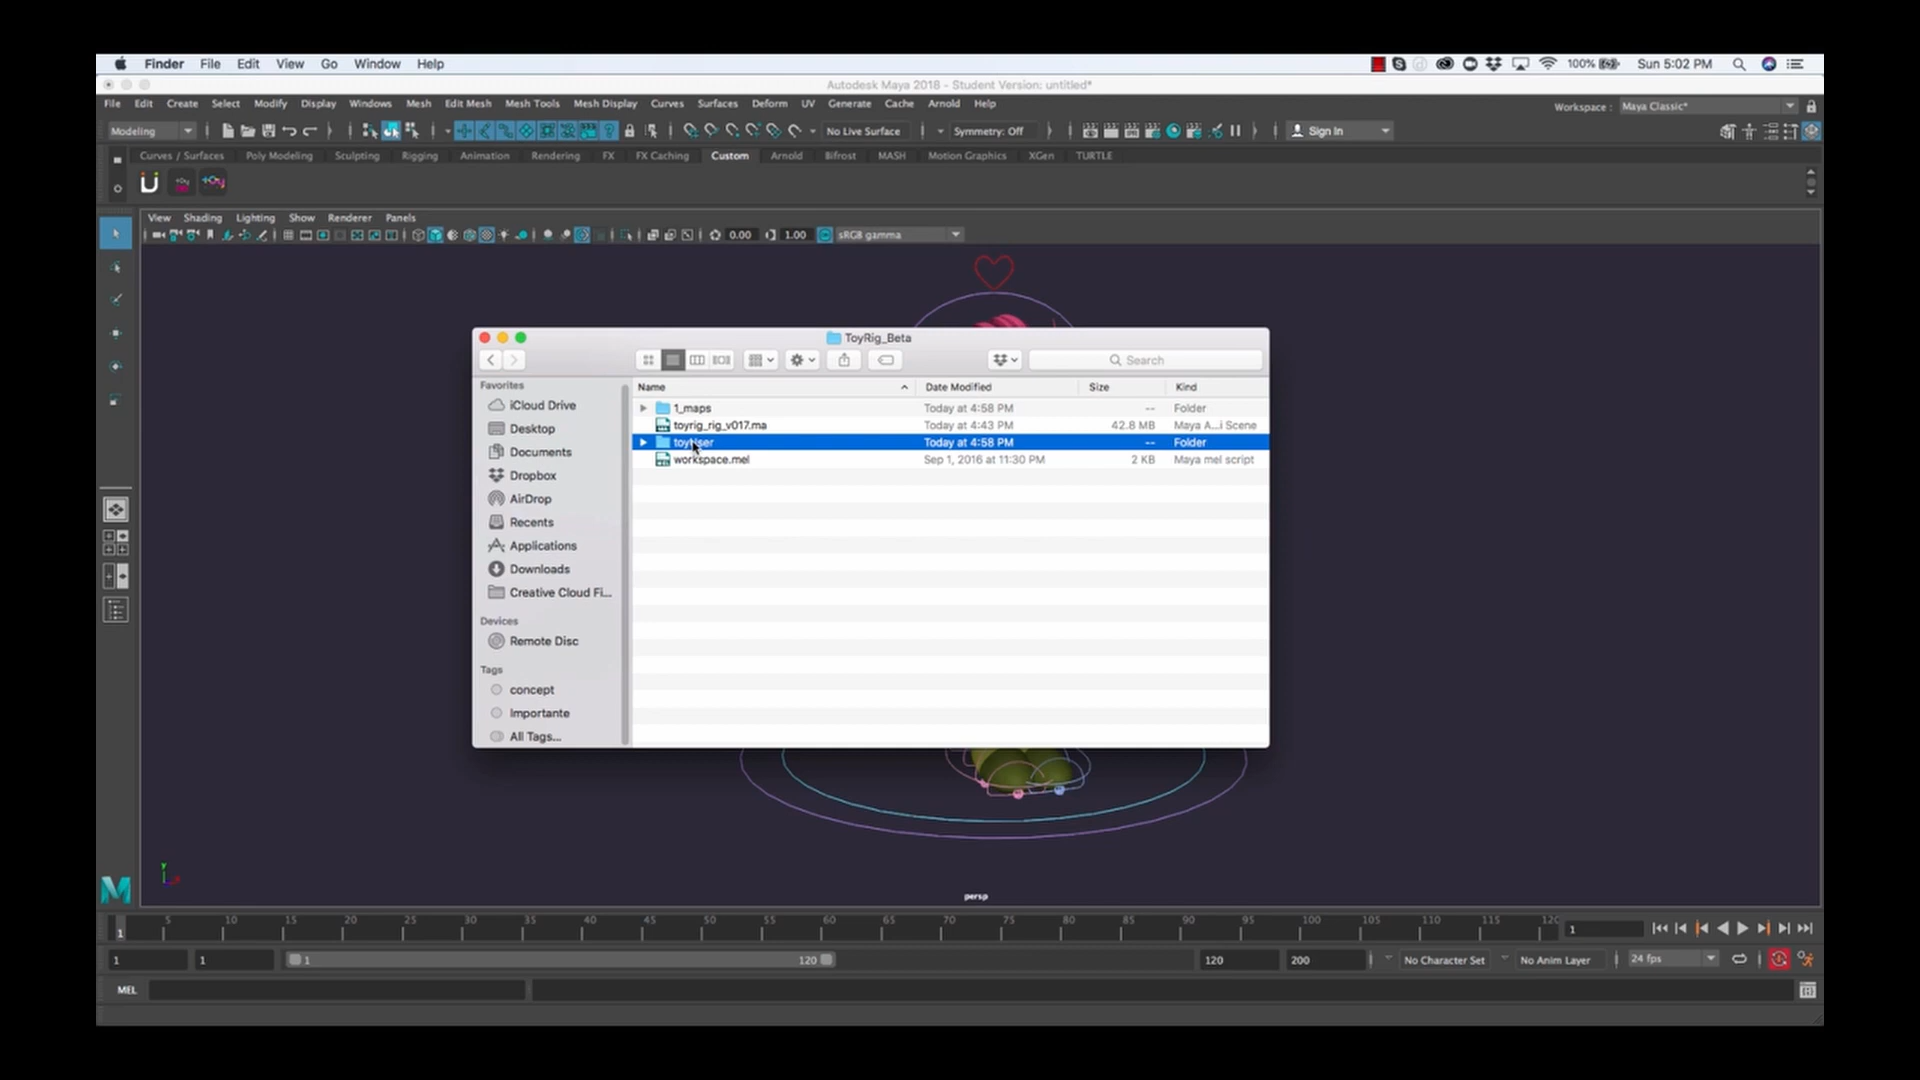 Finder File Edit View Go Window Help 100% Sun 5:02 PM
Autodesk Maya 2018 - Student Version: untitled*
File Edit Create Select Modify Display Windows Mesh Edit Mesh Mesh Tools Mesh Display Curves Surfaces Deform UV Generate Cache Arnold Help Workspace : Maya Classic*
Modeling No Live Surface Symmetry: Off Sign In
Curves / Surfaces Poly Modeling Sculpting Rigging Animation Rendering FX FX Caching Custom Arnold Bifrost MASH Motion Graphics XGen TURTLE
View Shading Lighting Show Renderer Panels
0.00 1.00 sRGB gamma
ToyRig_Beta
Search
Favorites
iCloud Drive
Desktop
Documents
Dropbox
AirDrop
Recents
Applications
Downloads
Creative Cloud Fi...
Devices
Remote Disc
Tags
concept
Importante
All Tags...
Name Date Modified Size Kind
1_maps Today at 4:58 PM -- Folder
toyrig_rig_v017.ma Today at 4:43 PM 42.8 MB Maya A...i Scene
Today at 4:58 PM -- Folder
workspace.mel Sep 1, 2016 at 11:30 PM 2 KB Maya mel script
persp
5 10 15 20 25 30 35 40 45 50 55 60 65 70 75 80 85 90 95 100 105 110 115 120
1 1
1 1 1 120 120 200 No Character Set No Anim Layer 24 fps
MEL